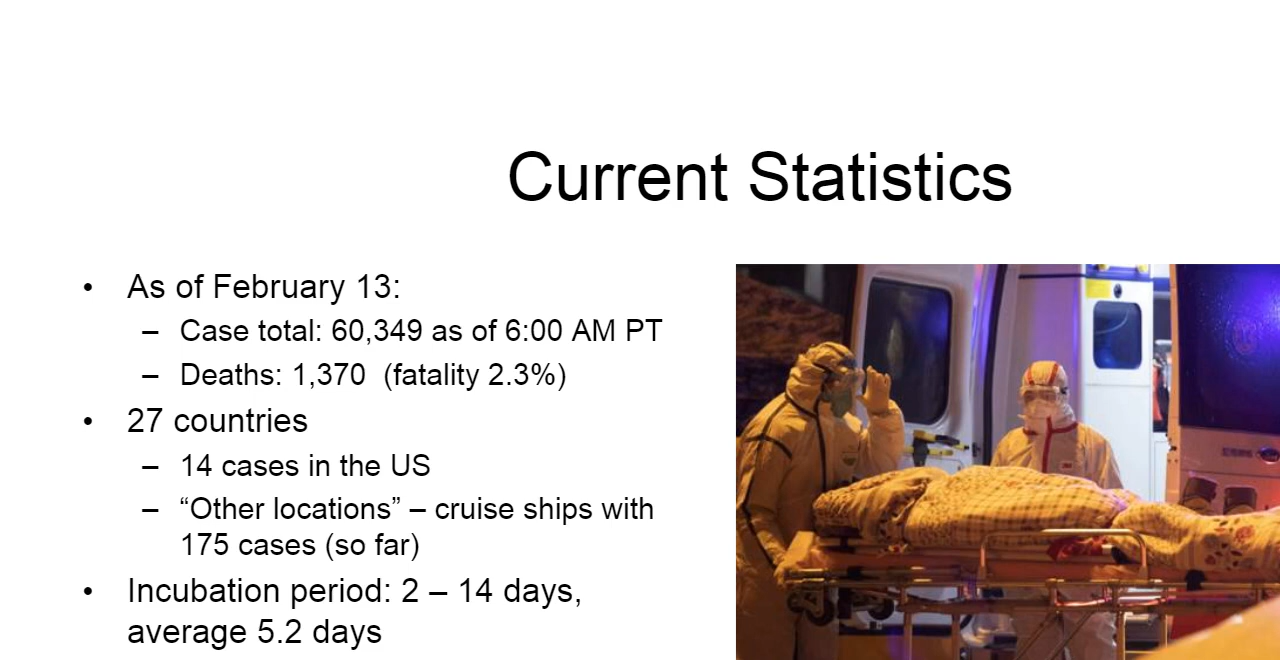 Current Statistics
• As of February 13:
– Case total: 60,349 as of 6:00 AM PT
– Deaths: 1,370  (fatality 2.3%)
• 27 countries
– 14 cases in the US
– “Other locations” – cruise ships with
175 cases (so far)
• Incubation period: 2 – 14 days,
average 5.2 days